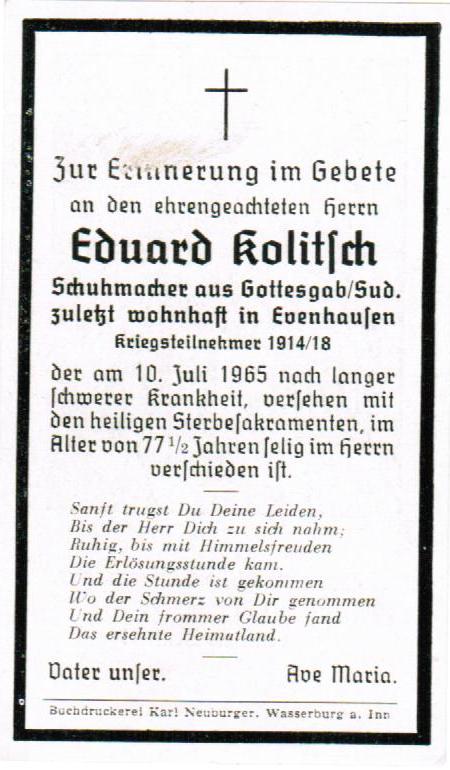 Zur Erinnerung im Gebete
an den ehrengeachteten Herrn
Eduard Kolitsch
Schuhmacher aus Gottesgab/Sud.
zuletzt wohnhaft in Evenhausen
Kriegsteilnehmer 1914/18
der am 10. Juli 1965 nach langer
schwerer Krankheit, versehen mit
den heiligen Sterbesakramenten, im
Alter von 77 1/2 Jahren selig im Herrn
verschieden ist.
Sanft trugst Du Deine Leiden,
Bis der Herr Dich zu sich nahm;
Ruhig, bis mit Himmelsfreuden
Die Erlösungsstunde kam.
Und die Stunde ist gekommen
Wo der Schmerz von Dir genommen
Und Dein frommer Glaube fand
Das ersehnte Heimatland.
Vater unser. Ave Maria.
Buchdruckerei Karl Neuburger, Wasserburg a. Inn